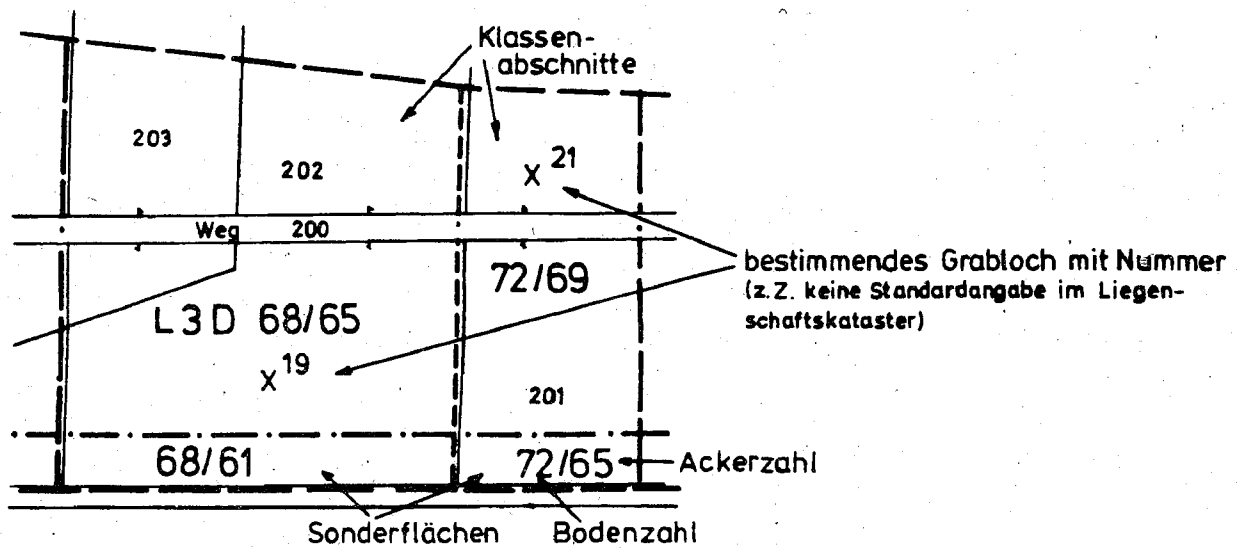 Klassen-
abschnitte
203
202
X 21
Weg 200
bestimmendes Grabloch mit Nummer
(z.Z. keine Standardangabe im Liegen-
schaftskataster)
72/69
L3D 68/65
X 19
201
68/61
72/65
Ackerzahl
Sonderflächen
Bodenzahl